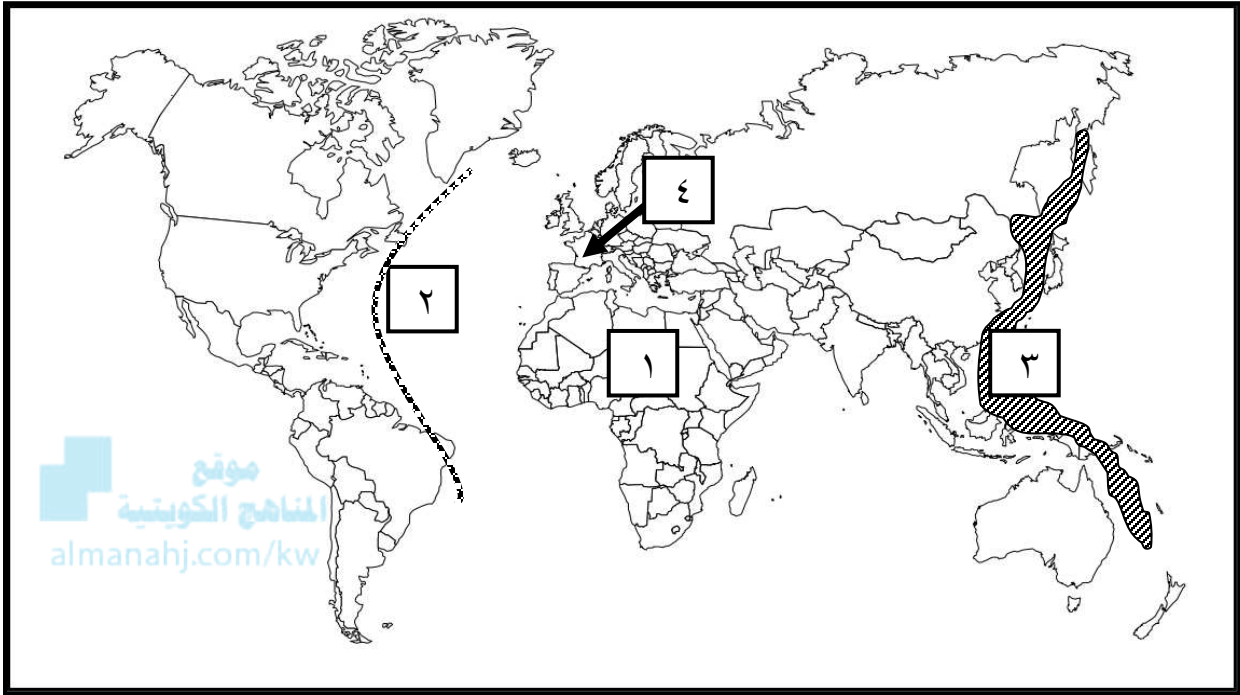 ٤
٢
١
٣
موقع
المناهج الكويتية
almanahj.com/kw